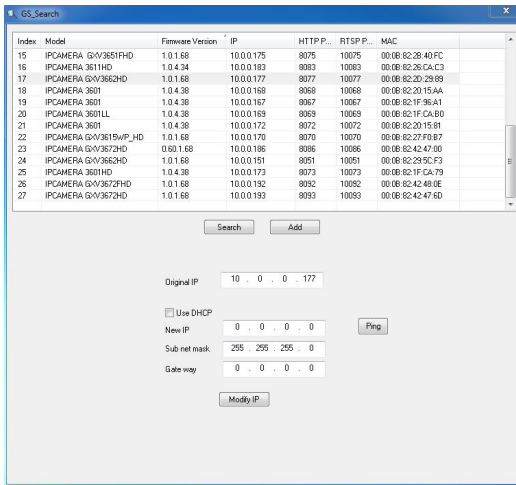 GS_Search
Index Model Firmware Version IP HTTP P... RTSP P... MAC
15 IPCAMERA GXV3651FHD 1.0.1.68 10.0.0.175 8075 10075 00:0B:82:2B:40:FC
16 IPCAMERA 3611HD 1.0.4.34 10.0.0.183 8083 10083 00:0B:82:26:CA:C3
17 IPCAMERA GXV3662HD 1.0.1.68 10.0.0.177 8077 10077 00:0B:82:2D:29:89
18 IPCAMERA 3601 1.0.4.38 10.0.0.168 8068 10068 00:0B:82:20:15:AA
19 IPCAMERA 3601 1.0.4.38 10.0.0.167 8067 10067 00:0B:82:1F:96:A1
20 IPCAMERA 3601LL 1.0.4.38 10.0.0.169 8069 10069 00:0B:82:1F:CA:B0
21 IPCAMERA 3601 1.0.4.38 10.0.0.172 8072 10072 00:0B:82:20:15:81
22 IPCAMERA GXV3615WP_HD 1.0.1.68 10.0.0.170 8070 10070 00:0B:82:27:F0:B7
23 IPCAMERA GXV3672HD 0.60.1.68 10.0.0.186 8086 10086 00:0B:82:42:47:00
24 IPCAMERA GXV3662HD 1.0.1.68 10.0.0.151 8051 10051 00:0B:82:29:5C:F3
25 IPCAMERA 3601HD 1.0.4.38 10.0.0.173 8073 10073 00:0B:82:1F:CA:79
26 IPCAMERA GXV3672FHD 1.0.1.68 10.0.0.192 8092 10092 00:0B:82:42:48:0E
27 IPCAMERA GXV3672HD 1.0.1.68 10.0.0.193 8093 10093 00:0B:82:42:47:6D
Search Add
Original IP 10 . 0 . 0 . 177
Use DHCP
New IP 0 . 0 . 0 . 0 Ping
Sub net mask 255 . 255 . 255 . 0
Gate way 0 . 0 . 0 . 0
Modify IP